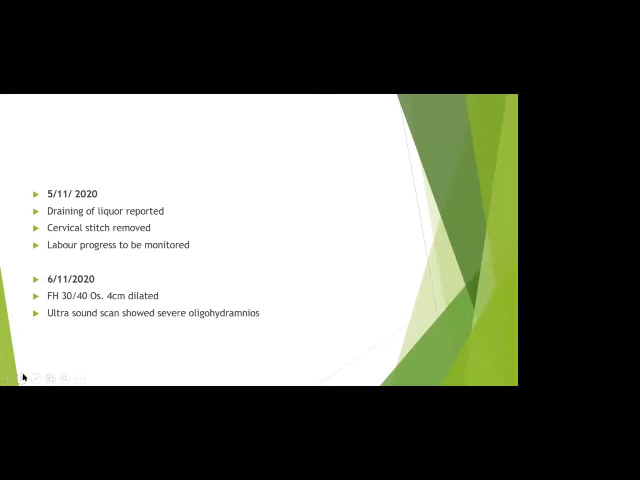 5/11/ 2020
Draining of liquor reported
Cervical stitch removed
Labour progress to be monitored
6/11/2020
FH 30/40 Os. 4cm dilated
Ultra sound scan showed severe oligohydramnios